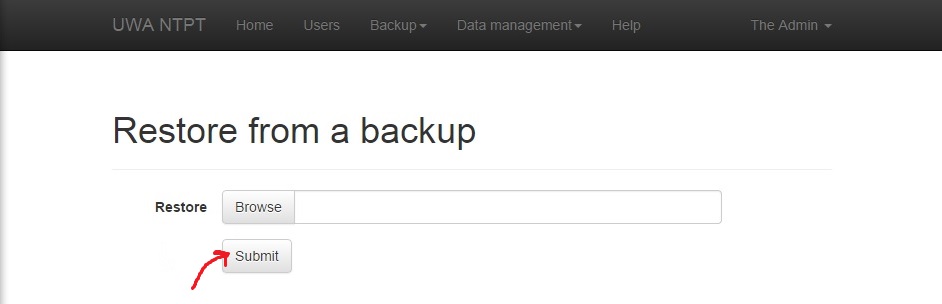 UWA NTPT Home Users Backup Data management Help The Admin
Restore from a backup
Restore Browse
Submit